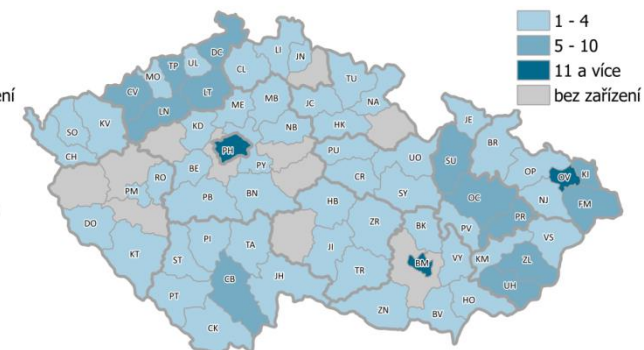 1 - 4
5 - 10
11 a více
bez zařízení
ení
DC
LI
JN
TP
UL
CL
MO
CV
LT
TU
LN
ME
MB
JC
NA
KV
SO
KD
HK
JE
NB
CH
PH
BR
PU
UO
SU
BE
PY
OP
OV
KI
RO
CR
PM
OC
NJ
FM
PB
BN
SY
HB
PR
DO
BK
PV
VS
PI
TA
ZR
KT
ST
JI
VY
KM
ZL
BM
CB
TR
JH
UH
PT
HO
ZN
BV
CK